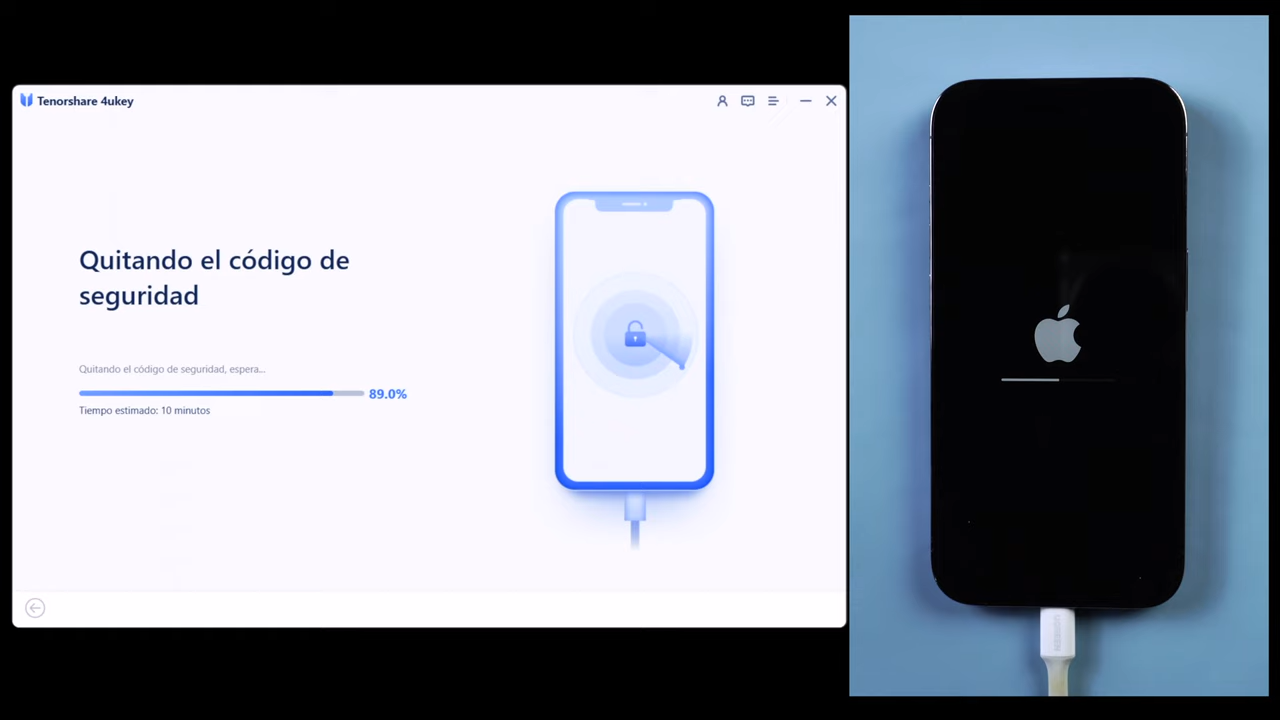 Tenorshare 4ukey
Quitando el código de
seguridad
Quitando el código de seguridad, espera...
89.0%
Tiempo estimado: 10 minutos
UGREEN